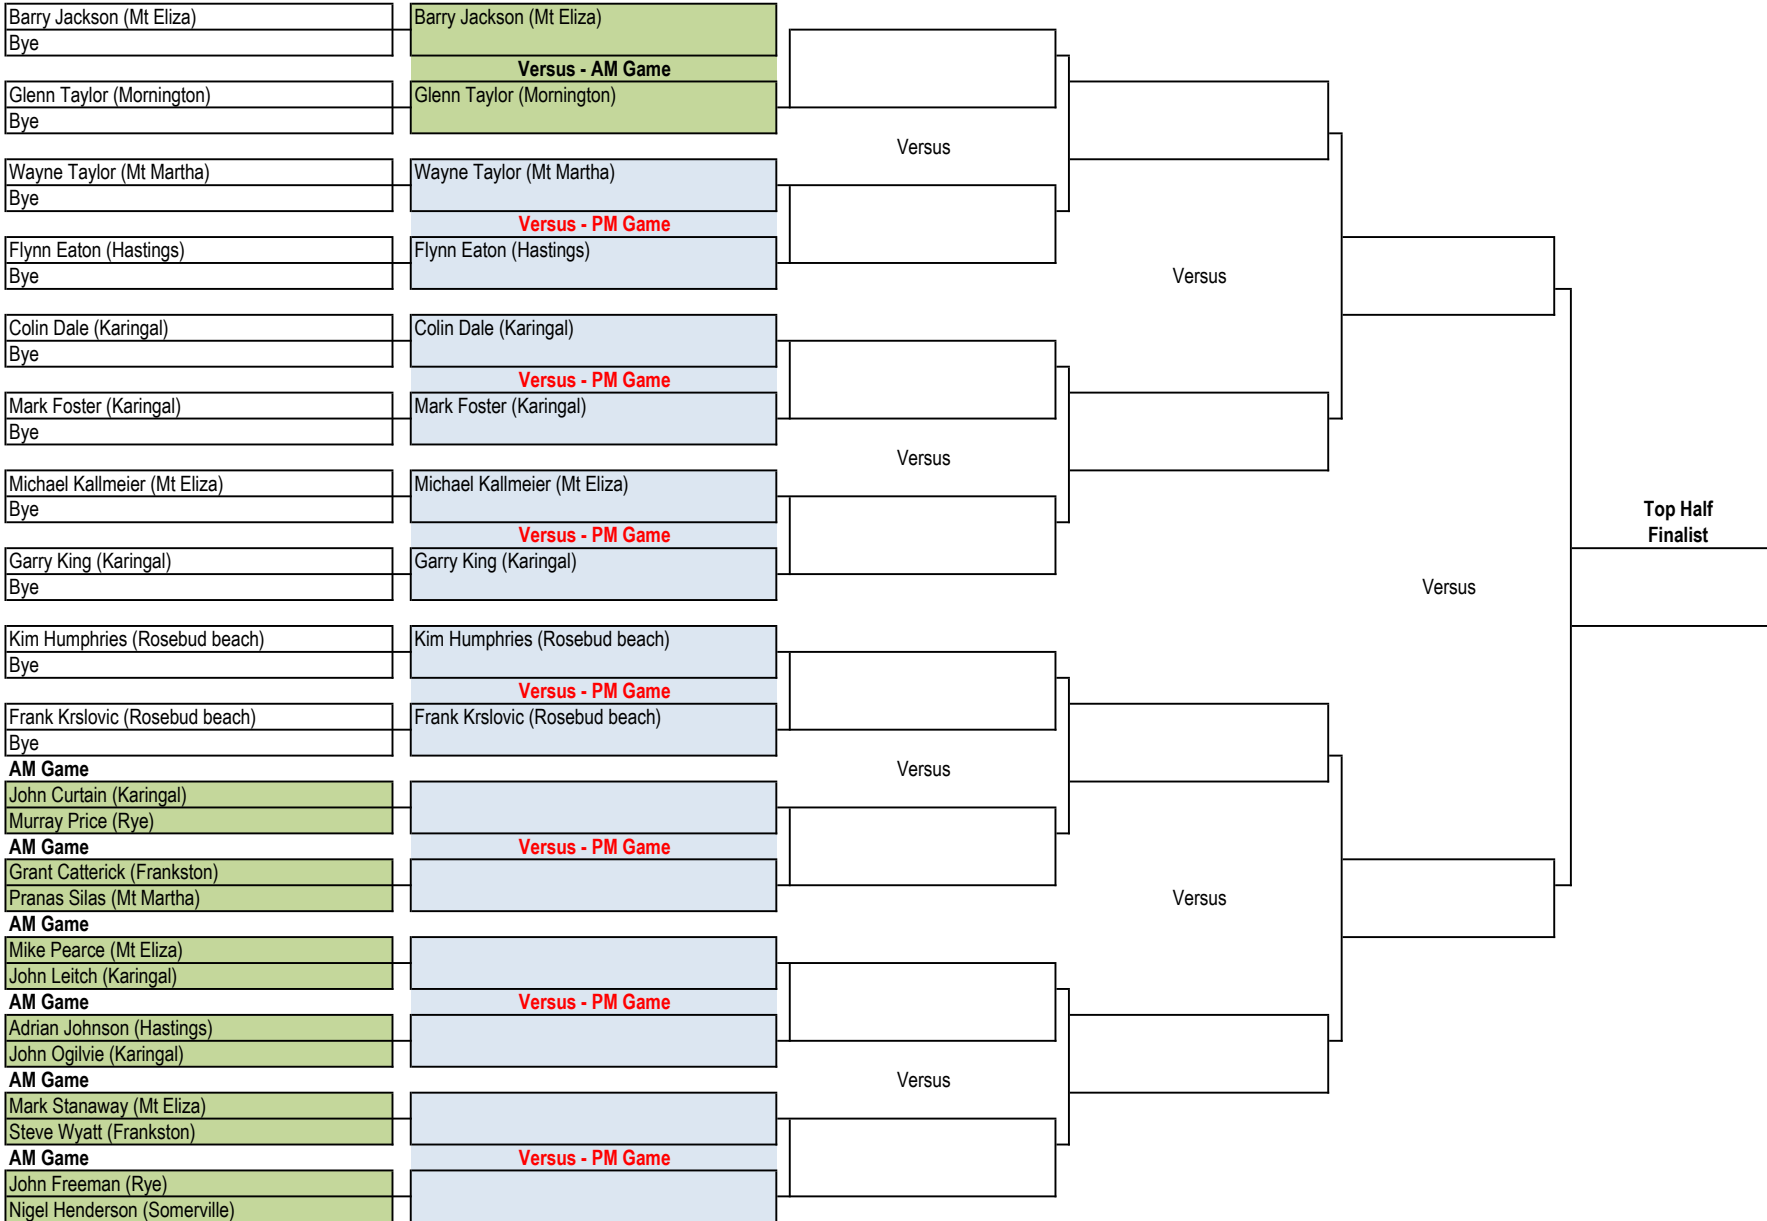 Barry Jackson (Mt Eliza)
Bye
Glenn Taylor (Mornington)
Bye
Wayne Taylor (Mt Martha)
Bye
Flynn Eaton (Hastings)
Bye
Colin Dale (Karingal)
Bye
Mark Foster (Karingal)
Bye
Michael Kallmeier (Mt Eliza)
Bye
Garry King (Karingal)
Bye
Kim Humphries (Rosebud beach)
Bye
Frank Krslovic (Rosebud beach)
Bye
AM Game
John Curtain (Karingal)
Murray Price (Rye)
AM Game
Grant Catterick (Frankston)
Pranas Silas (Mt Martha)
AM Game
Mike Pearce (Mt Eliza)
John Leitch (Karingal)
AM Game
Adrian Johnson (Hastings)
John Ogilvie (Karingal)
AM Game
Mark Stanaway (Mt Eliza)
Steve Wyatt (Frankston)
AM Game
John Freeman (Rye)
Nigel Henderson (Somerville)
Barry Jackson (Mt Eliza)
Versus - AM Game
Glenn Taylor (Mornington)
Wayne Taylor (Mt Martha)
Versus - PM Game
Flynn Eaton (Hastings)
Colin Dale (Karingal)
Versus - PM Game
Mark Foster (Karingal)
Michael Kallmeier (Mt Eliza)
Versus - PM Game
Garry King (Karingal)
Kim Humphries (Rosebud beach)
Versus - PM Game
Frank Krslovic (Rosebud beach)
Versus - PM Game
Versus - PM Game
Versus - PM Game
Versus
Versus
Versus
Versus
Versus
Versus
Versus
Top Half
Finalist